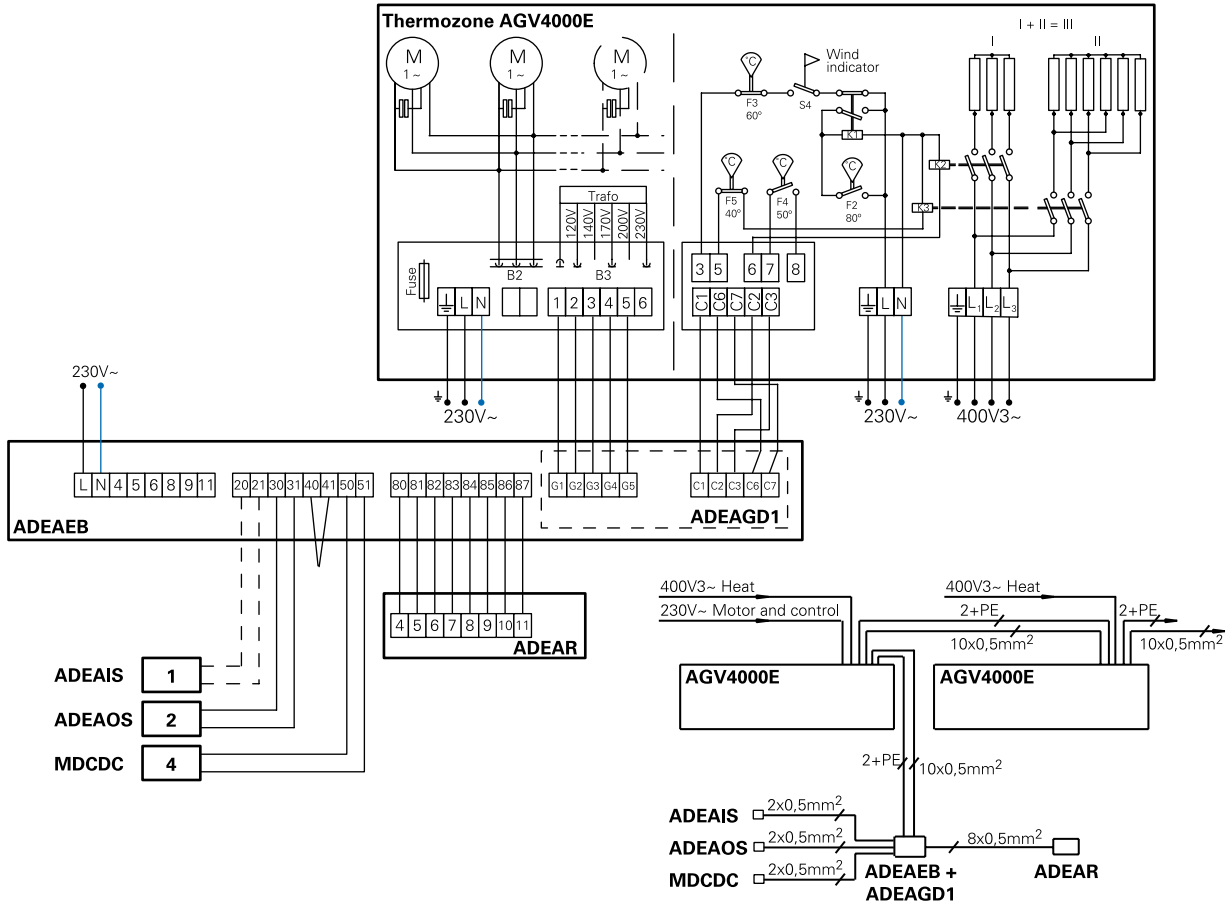 Thermozone AGV4000E
I + II = III
I
II
M
1 ~
M
1 ~
M
1 ~
°C
F3
60°
Wind
indicator
S4
K1
K2
K3
°C
F5
40°
°C
F4
50°
°C
F2
80°
Trafo
120V
140V
170V
200V
230V
Fuse
B2
B3
L N
1 2 3 4 5 6
3 5 6 7 8
C1 C6 C7 C2 C3
L N
L1 L2 L3
230V~
230V~
230V~
400V3~
L N 4 5 6 8 9 11
20 21 30 31 40 41 50 51
80 81 82 83 84 85 86 87
G1 G2 G3 G4 G5
C1 C2 C3 C6 C7
ADEAEB
ADEAGD1
4 5 6 7 8 9 10 11
ADEAR
ADEAIS 1
ADEAOS 2
MDCDC 4
400V3~ Heat
400V3~ Heat
230V~ Motor and control
2+PE
2+PE
10x0,5mm²
10x0,5mm²
AGV4000E
AGV4000E
2+PE
10x0,5mm²
ADEAIS 2x0,5mm²
ADEAOS 2x0,5mm²
MDCDC 2x0,5mm²
8x0,5mm²
ADEAEB +
ADEAGD1
ADEAR